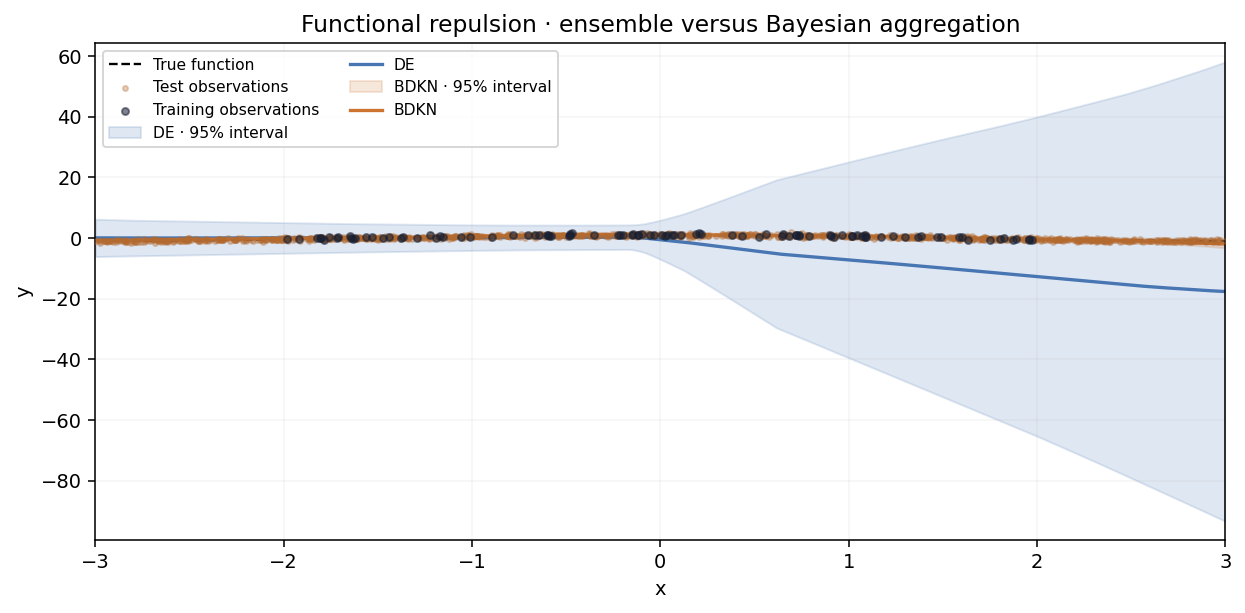 Functional repulsion · ensemble versus Bayesian aggregation
True function
Test observations
Training observations
DE · 95% interval
DE
BDKN · 95% interval
BDKN
60
40
20
0
−20
−40
−60
−80
y
−3
−2
−1
0
1
2
3
x